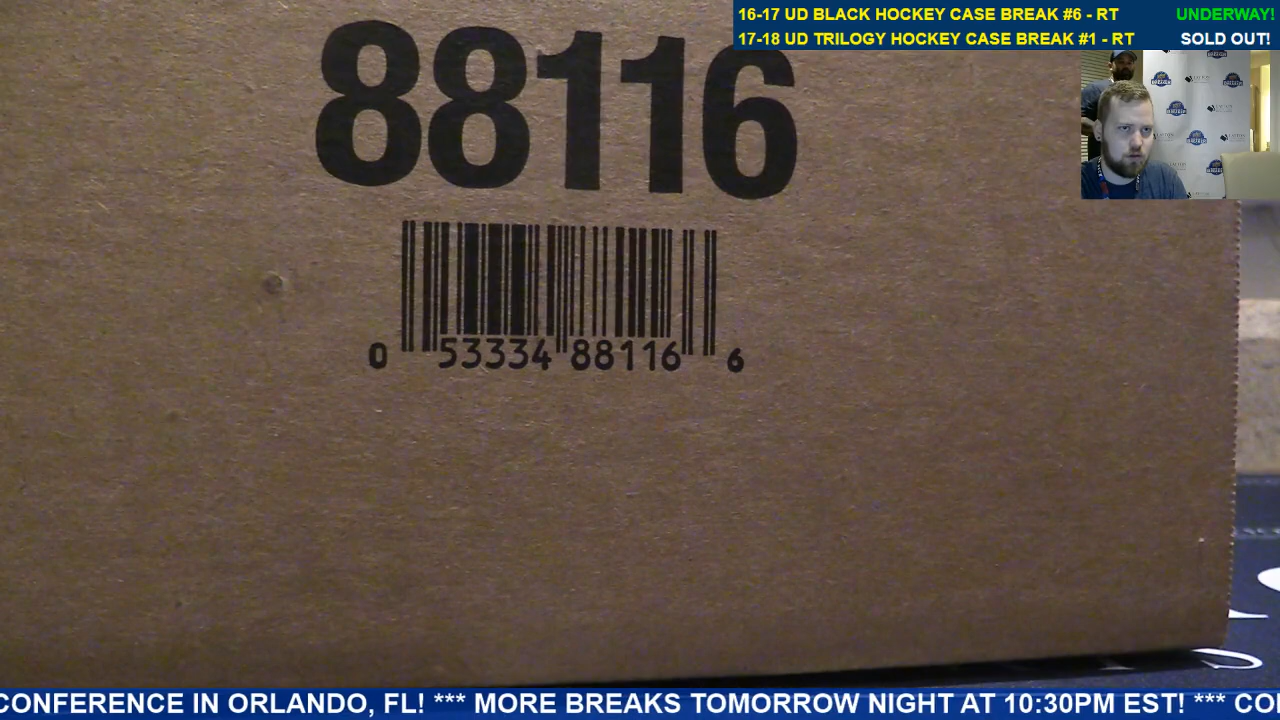 16-17 UD BLACK HOCKEY CASE BREAK #6 - RT UNDERWAY!
17-18 UD TRILOGY HOCKEY CASE BREAK #1 - RT SOLD OUT!
88116
0 53334 88116 6
CONFERENCE IN ORLANDO, FL! *** MORE BREAKS TOMORROW NIGHT AT 10:30PM EST! ***